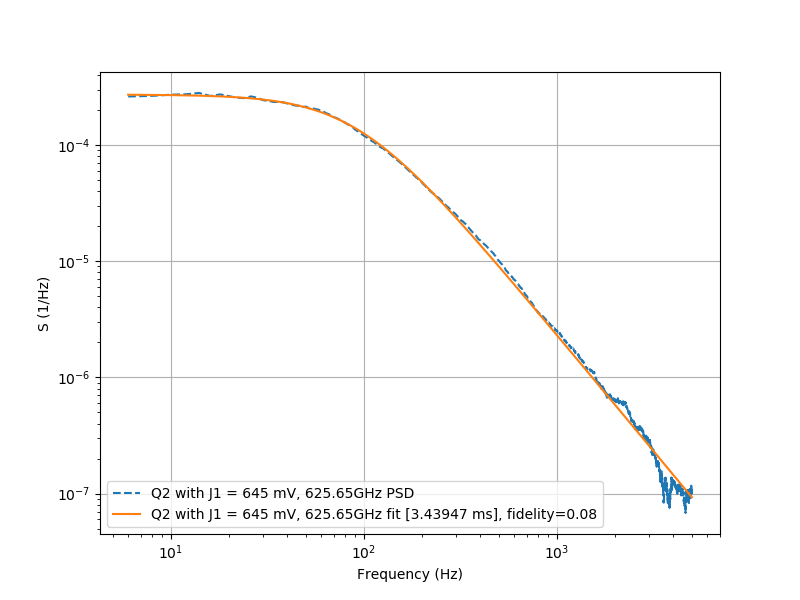 10⁻⁴
10⁻⁵
10⁻⁶
10⁻⁷
S (1/Hz)
Q2 with J1 = 645 mV, 625.65GHz PSD
Q2 with J1 = 645 mV, 625.65GHz fit [3.43947 ms], fidelity=0.08
10¹ 10² 10³
Frequency (Hz)